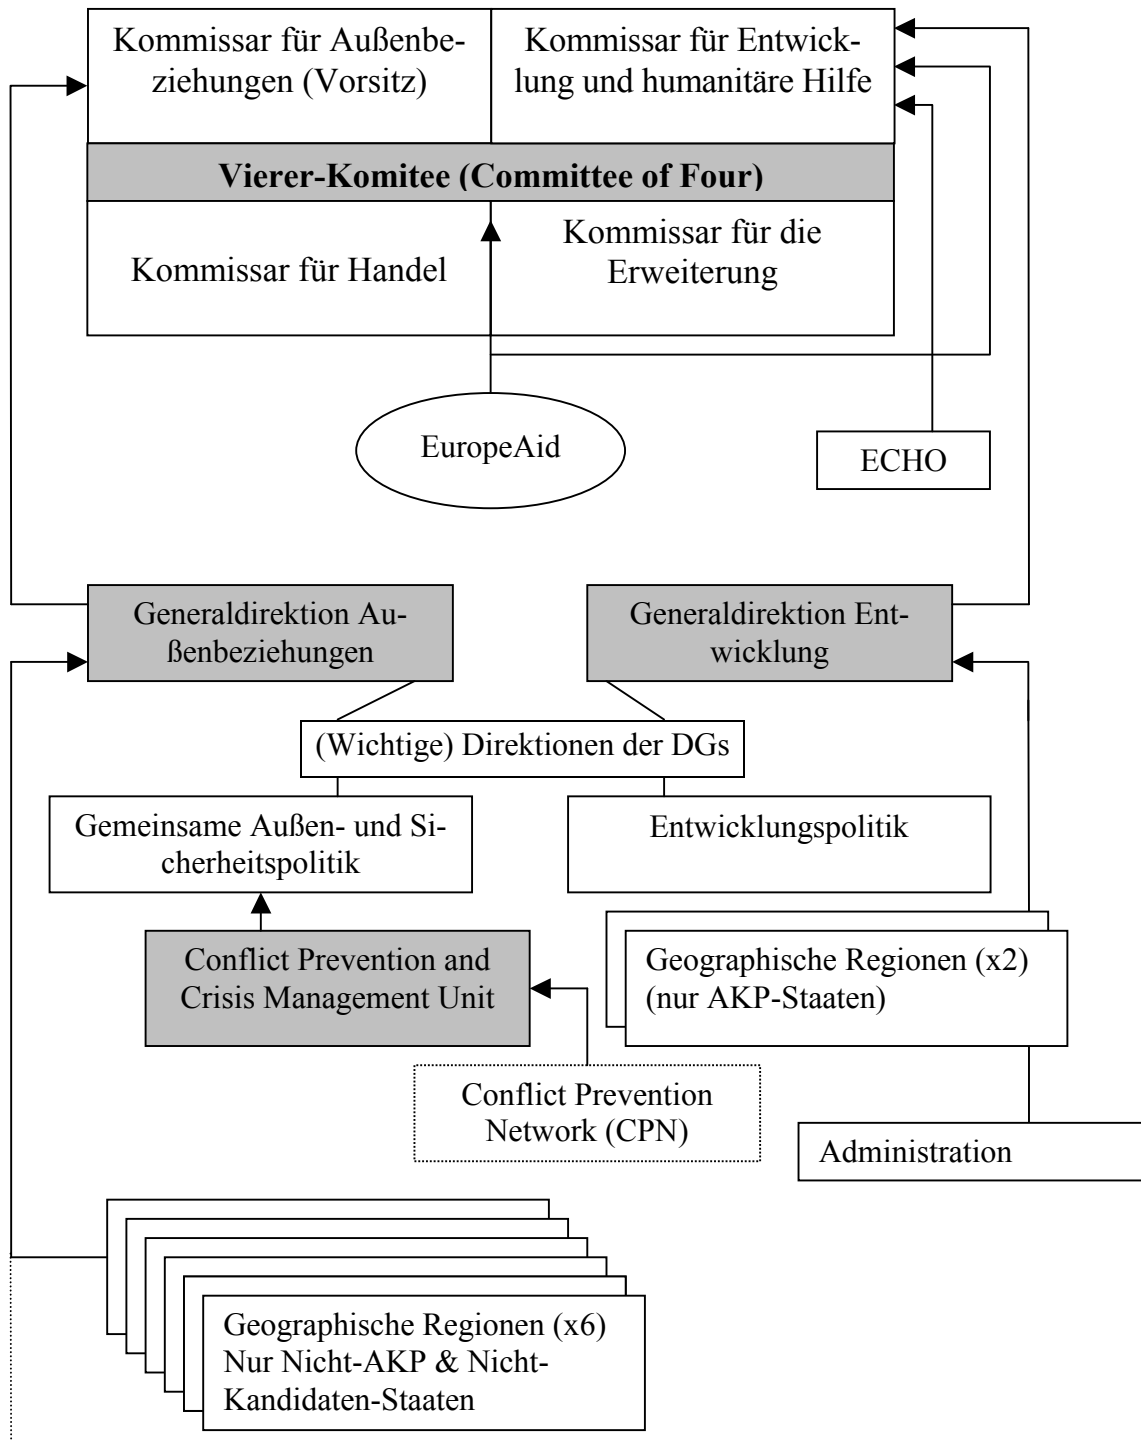 Kommissar für Außenbe-
ziehungen (Vorsitz)
Kommissar für Entwick-
lung und humanitäre Hilfe
Vierer-Komitee (Committee of Four)
Kommissar für Handel
Kommissar für die
Erweiterung
EuropeAid
ECHO
Generaldirektion Au-
ßenbeziehungen
Generaldirektion Ent-
wicklung
(Wichtige) Direktionen der DGs
Gemeinsame Außen- und Si-
cherheitspolitik
Entwicklungspolitik
Conflict Prevention and
Crisis Management Unit
Geographische Regionen (x2)
(nur AKP-Staaten)
Conflict Prevention
Network (CPN)
Administration
Geographische Regionen (x6)
Nur Nicht-AKP & Nicht-
Kandidaten-Staaten